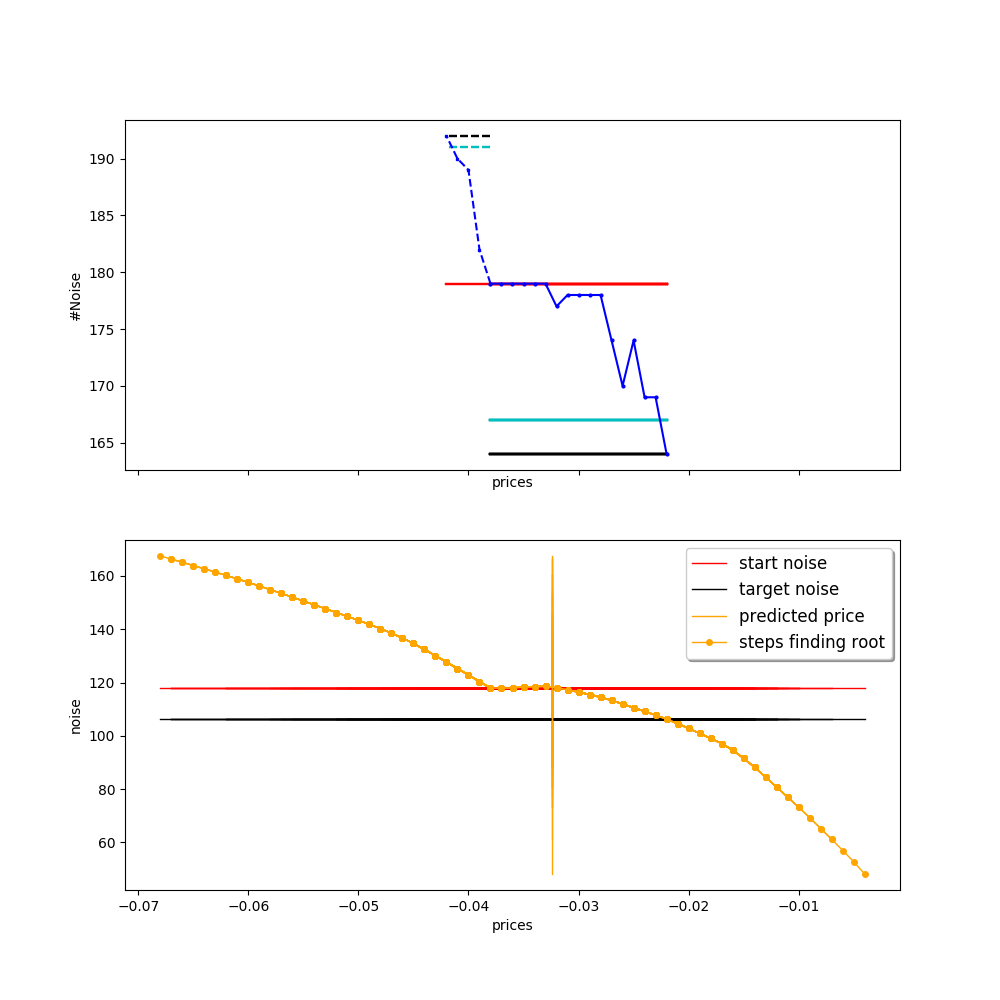 190
185
180
175
170
165
#Noise
prices
160
140
120
100
80
60
noise
start noise
target noise
predicted price
steps finding root
−0.07 −0.06 −0.05 −0.04 −0.03 −0.02 −0.01
prices